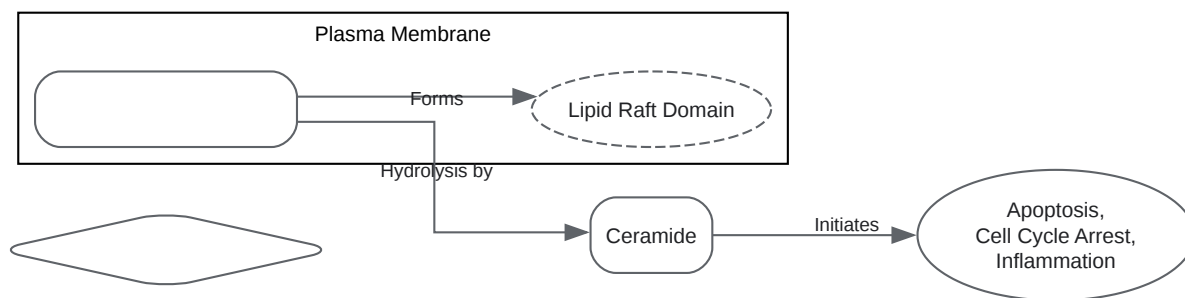 Plasma Membrane
Forms
Lipid Raft Domain
Hydrolysis by
Ceramide
Initiates
Apoptosis,
Cell Cycle Arrest,
Inflammation